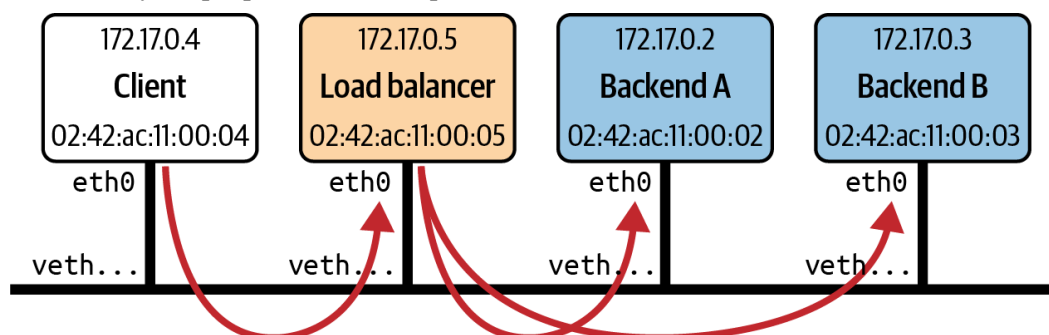 172.17.0.4
Client
02:42:ac:11:00:04
172.17.0.5
Load balancer
02:42:ac:11:00:05
172.17.0.2
Backend A
02:42:ac:11:00:02
172.17.0.3
Backend B
02:42:ac:11:00:03
eth0
eth0
eth0
eth0
veth...
veth...
veth...
veth...